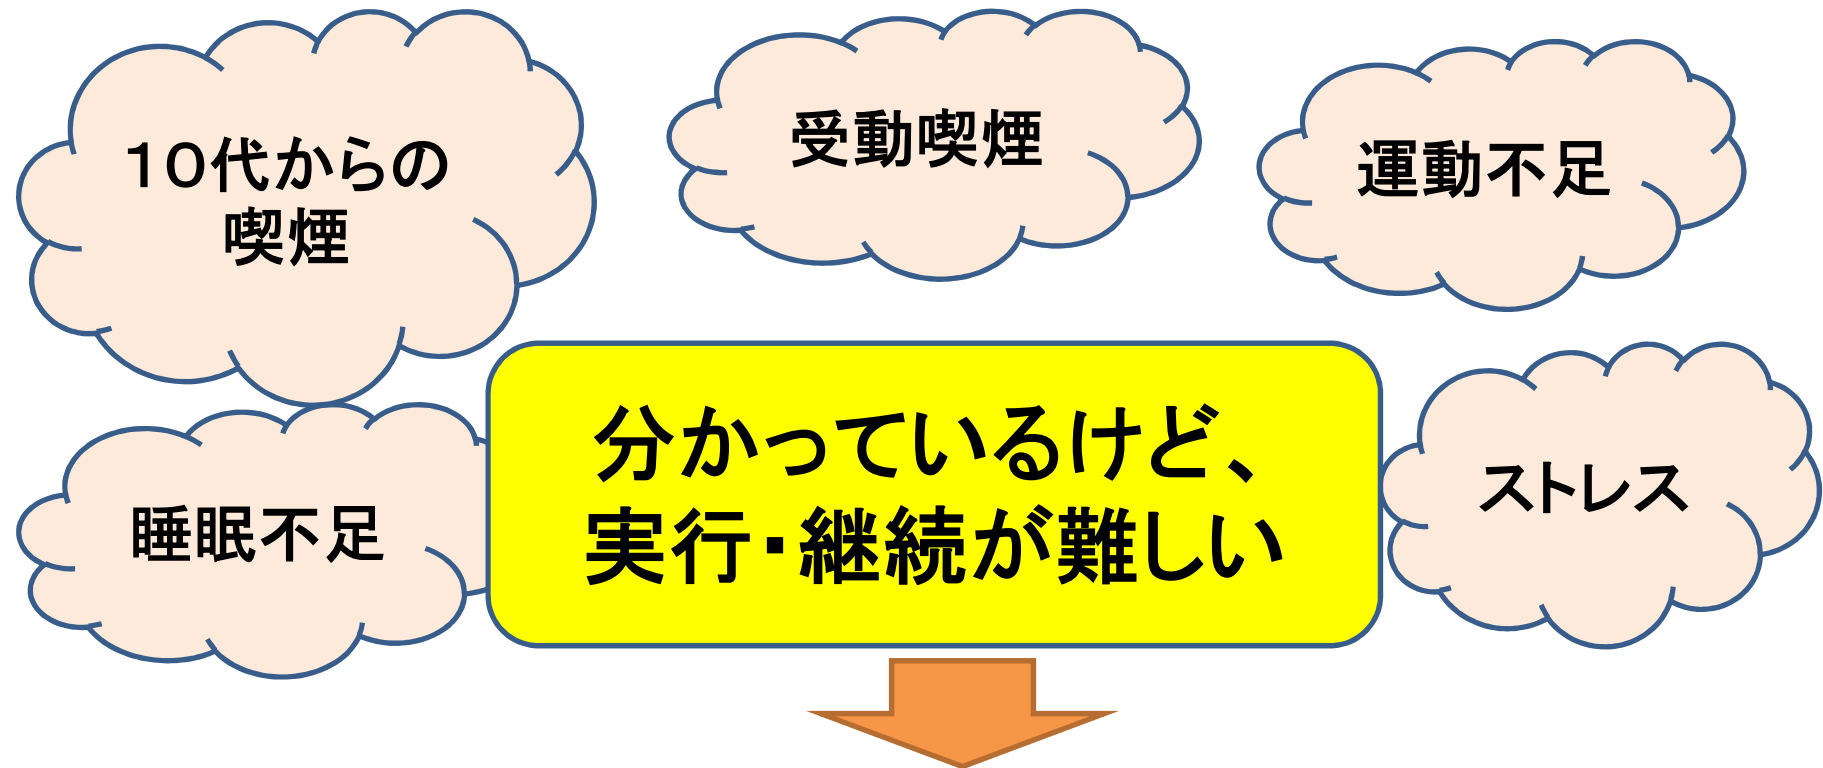 １０代からの
喫煙
受動喫煙
運動不足
睡眠不足
分かっているけど、
実行・継続が難しい
ストレス